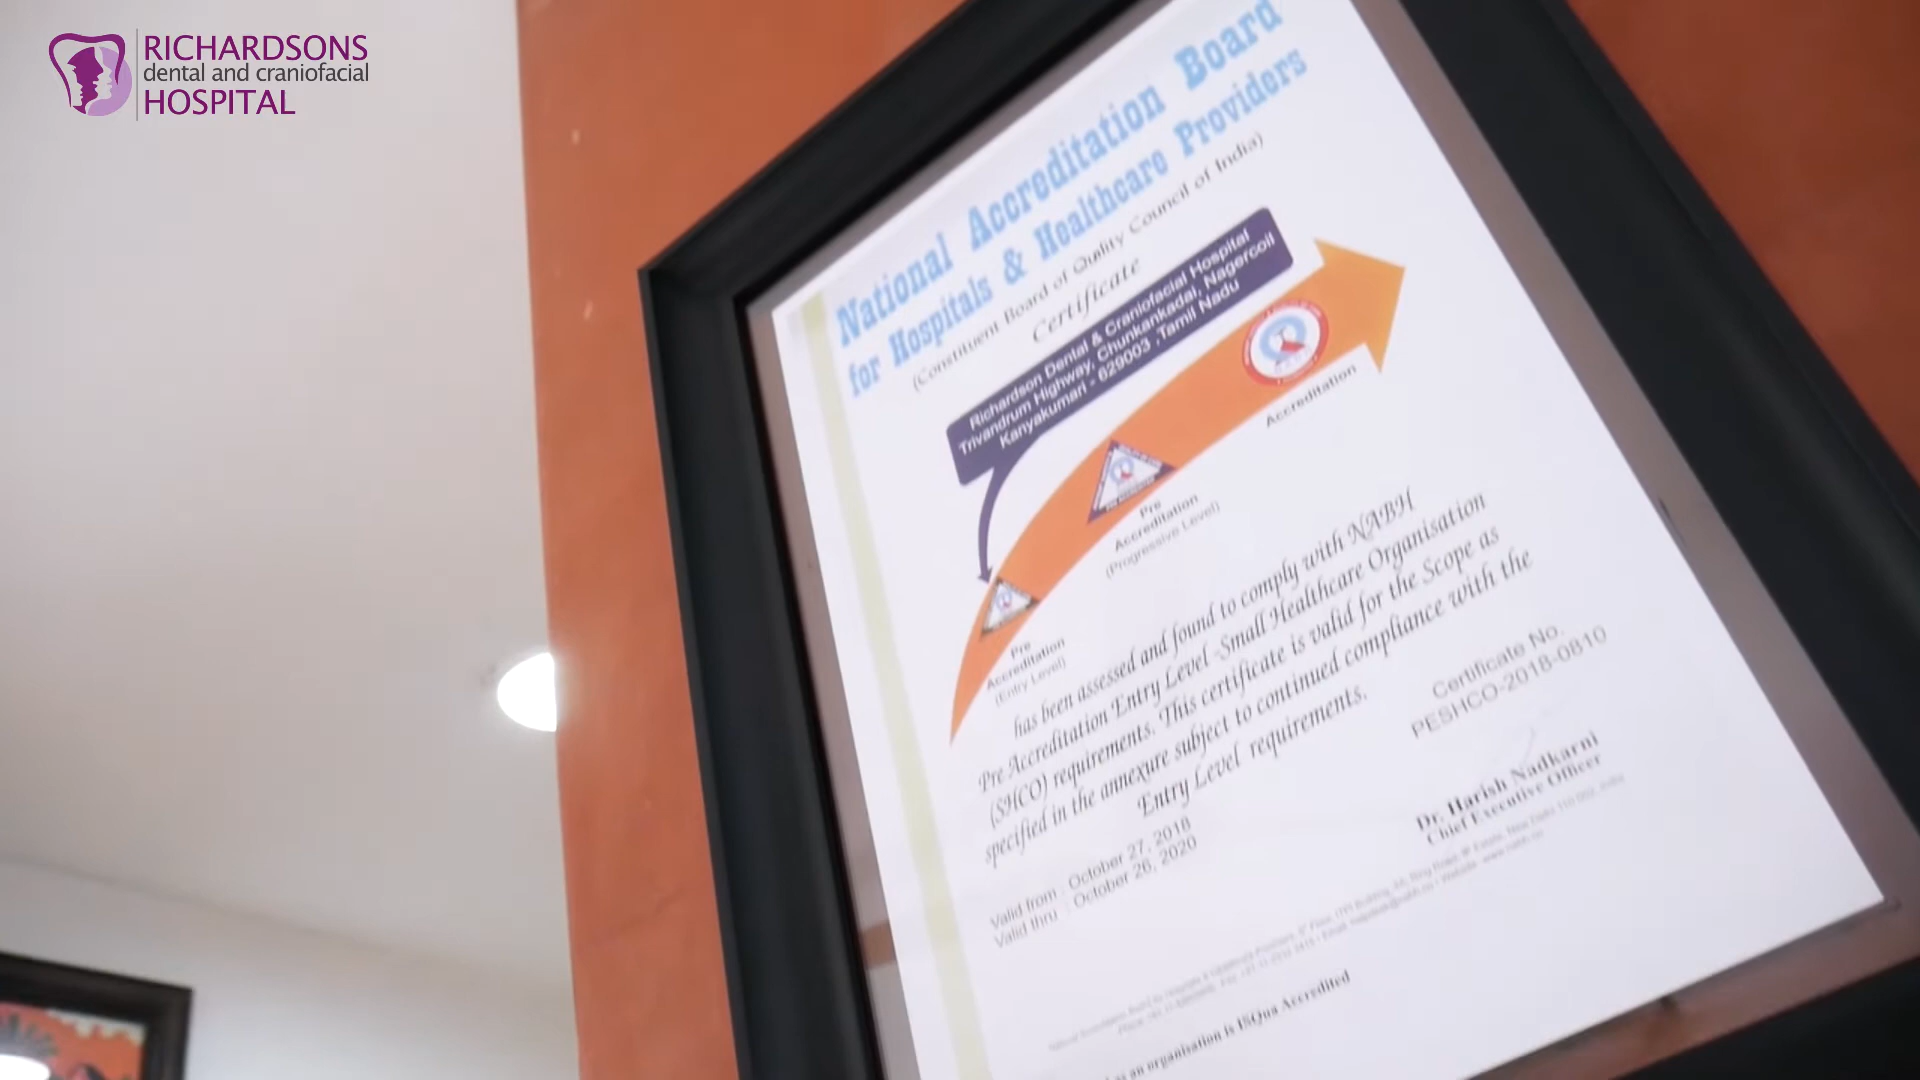 RICHARDSONS
dental and craniofacial
HOSPITAL
National Accreditation Board
for Hospitals & Healthcare Providers
(Constituent Board of Quality Council of India)
Certificate
Richardson Dental & Craniofacial Hospital
Trivandrum Highway, Chunkankadai, Nagercoil
Kanyakumari - 629003 ,Tamil Nadu
Accreditation
Pre
Accreditation
(Progressive Level)
Pre
Accreditation
(Entry Level)
has been assessed and found to comply with NABH
Pre Accreditation Entry Level -Small Healthcare Organisation
(SHCO) requirements. This certificate is valid for the Scope as
specified in the annexure subject to continued compliance with the
Entry Level requirements.
Certificate No.
PESHCO-2018-0810
Valid from : October 27, 2018
Valid thru : October 26, 2020
Dr. Harish Nadkarni
Chief Executive Officer
as an organisation is ISQua Accredited